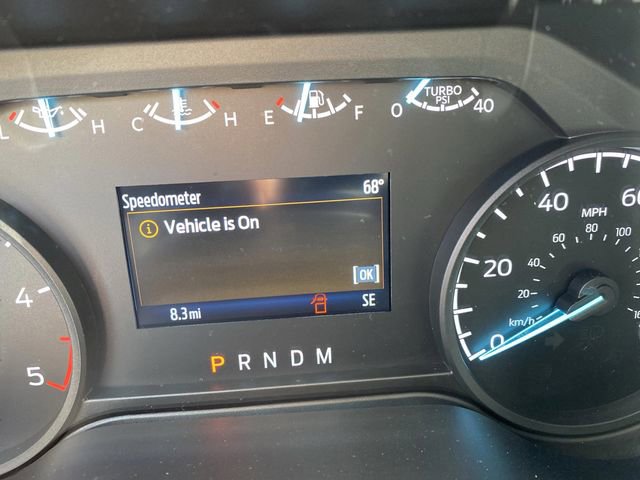 L H C H E F 0 TURBO PSI 40
Speedometer 68°
Vehicle is On
[OK]
8.3 mi SE
P R N D M
4
5
0 20 40 60
MPH
20 40 60 80 100
km/h